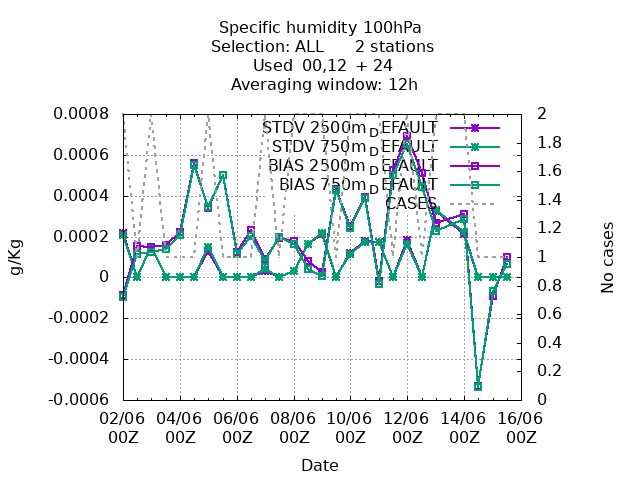 Specific humidity 100hPa
Selection: ALL 2 stations
Used 00,12 + 24
Averaging window: 12h
0.0008
0.0006
0.0004
0.0002
0
-0.0002
-0.0004
-0.0006
g/Kg
STDV 2500m_DEFAULT
STDV 750m_DEFAULT
BIAS 2500m_DEFAULT
BIAS 750m_DEFAULT
CASES
2
1.8
1.6
1.4
1.2
1
0.8
0.6
0.4
0.2
0
No cases
02/06 04/06 06/06 08/06 10/06 12/06 14/06 16/06
00Z 00Z 00Z 00Z 00Z 00Z 00Z 00Z
Date